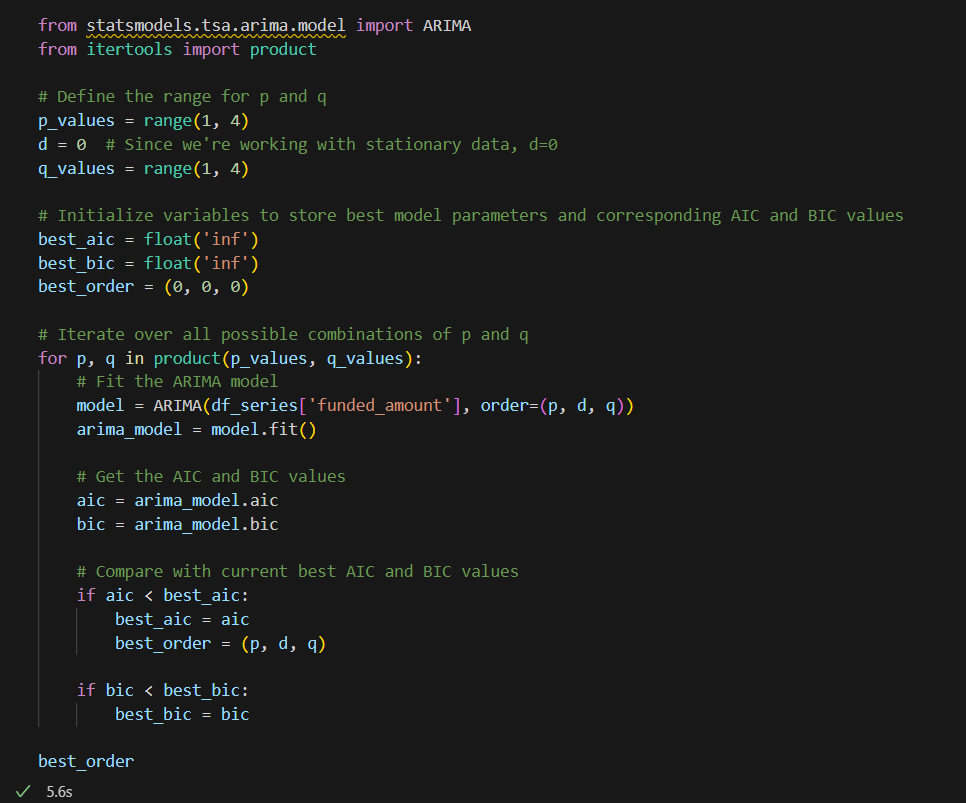 from statsmodels.tsa.arima.model import ARIMA
from itertools import product

# Define the range for p and q
p_values = range(1, 4)
d = 0  # Since we're working with stationary data, d=0
q_values = range(1, 4)

# Initialize variables to store best model parameters and corresponding AIC and BIC values
best_aic = float('inf')
best_bic = float('inf')
best_order = (0, 0, 0)

# Iterate over all possible combinations of p and q
for p, q in product(p_values, q_values):
    # Fit the ARIMA model
    model = ARIMA(df_series['funded_amount'], order=(p, d, q))
    arima_model = model.fit()

    # Get the AIC and BIC values
    aic = arima_model.aic
    bic = arima_model.bic

    # Compare with current best AIC and BIC values
    if aic < best_aic:
        best_aic = aic
        best_order = (p, d, q)

    if bic < best_bic:
        best_bic = bic

best_order
✓ 5.6s